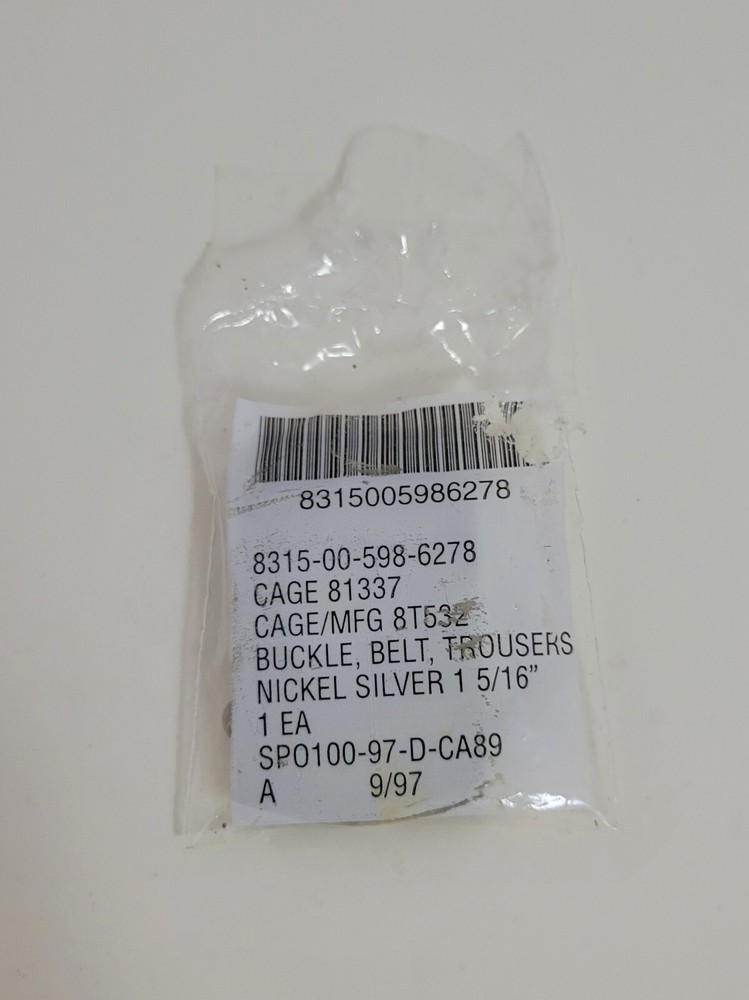 8315005986278
8315-00-598-6278
CAGE 81337
CAGE/MFG 8T532
BUCKLE, BELT, TROUSERS
NICKEL SILVER 1 5/16”
1 EA
SPO100-97-D-CA89
A 9/97